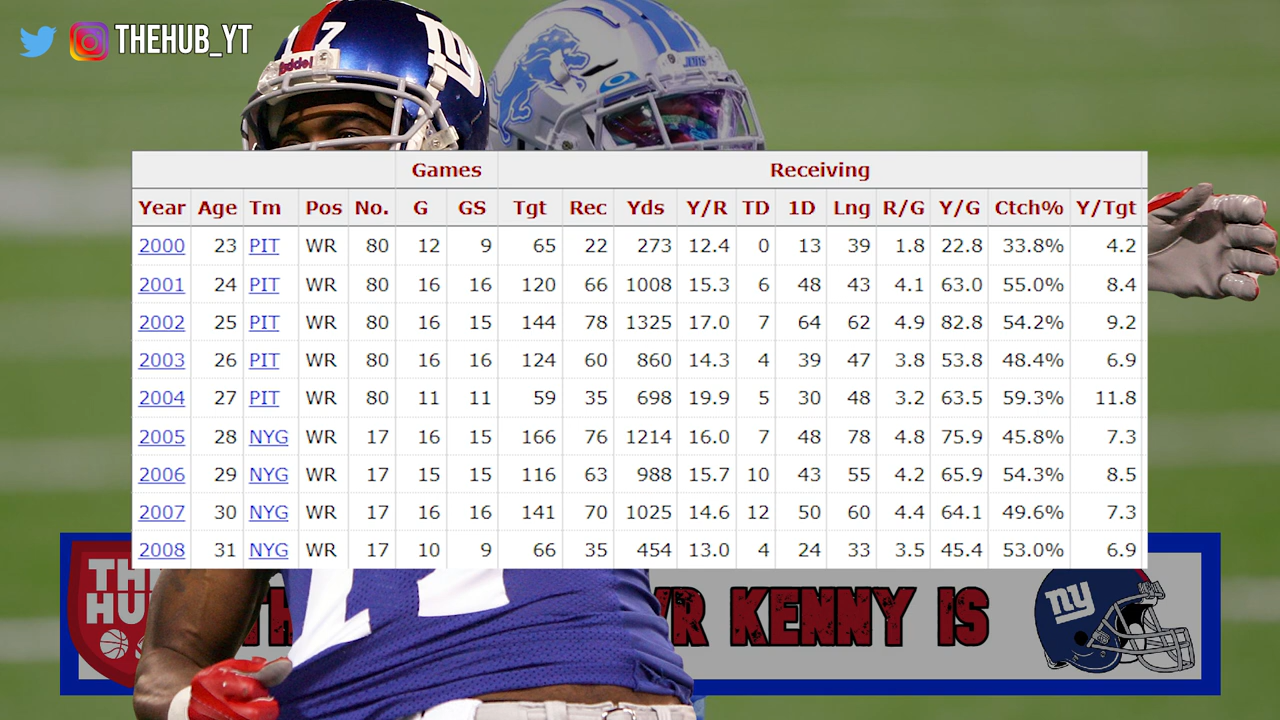 THEHUB_YT
17
Riddell
Games Receiving
Year Age Tm Pos No. G GS Tgt Rec Yds Y/R TD 1D Lng R/G Y/G Ctch% Y/Tgt
2000 23 PIT WR 80 12 9 65 22 273 12.4 0 13 39 1.8 22.8 33.8% 4.2
2001 24 PIT WR 80 16 16 120 66 1008 15.3 6 48 43 4.1 63.0 55.0% 8.4
2002 25 PIT WR 80 16 15 144 78 1325 17.0 7 64 62 4.9 82.8 54.2% 9.2
2003 26 PIT WR 80 16 16 124 60 860 14.3 4 39 47 3.8 53.8 48.4% 6.9
2004 27 PIT WR 80 11 11 59 35 698 19.9 5 30 48 3.2 63.5 59.3% 11.8
2005 28 NYG WR 17 16 15 166 76 1214 16.0 7 48 78 4.8 75.9 45.8% 7.3
2006 29 NYG WR 17 15 15 116 63 988 15.7 10 43 55 4.2 65.9 54.3% 8.5
2007 30 NYG WR 17 16 16 141 70 1025 14.6 12 50 60 4.4 64.1 49.6% 7.3
2008 31 NYG WR 17 10 9 66 35 454 13.0 4 24 33 3.5 45.4 53.0% 6.9
KENNY IS
ny